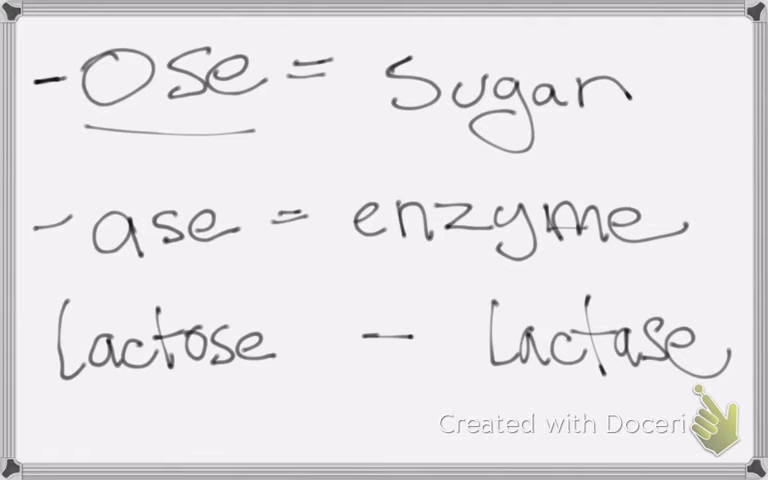 -Ose = Sugar
-ase = enzyme
Lactose - Lactase
Created with Doceri